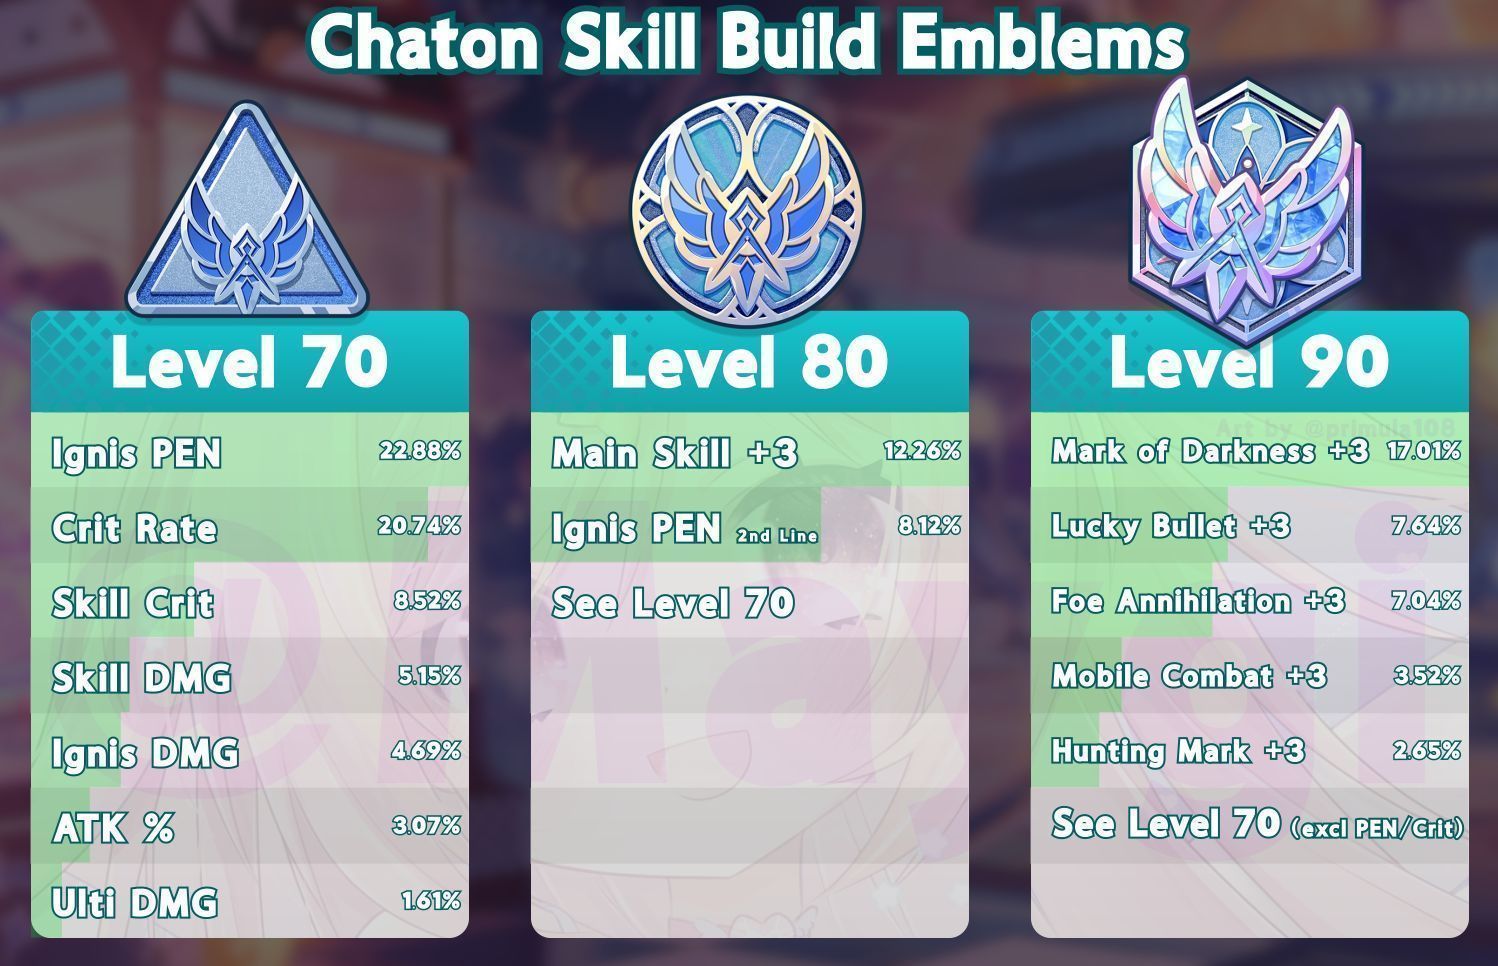 Chaton Skill Build Emblems
Level 70
Ignis PEN 22.88%
Crit Rate 20.74%
Skill Crit 8.52%
Skill DMG 5.15%
Ignis DMG 4.69%
ATK % 3.07%
Ulti DMG 1.61%
Level 80
Main Skill +3 12.26%
Ignis PEN 2nd Line 8.12%
See Level 70
Level 90
Art by @primula108
Mark of Darkness +3 17.01%
Lucky Bullet +3 7.64%
Foe Annihilation +3 7.04%
Mobile Combat +3 3.52%
Hunting Mark +3 2.65%
See Level 70 (excl PEN/Crit)